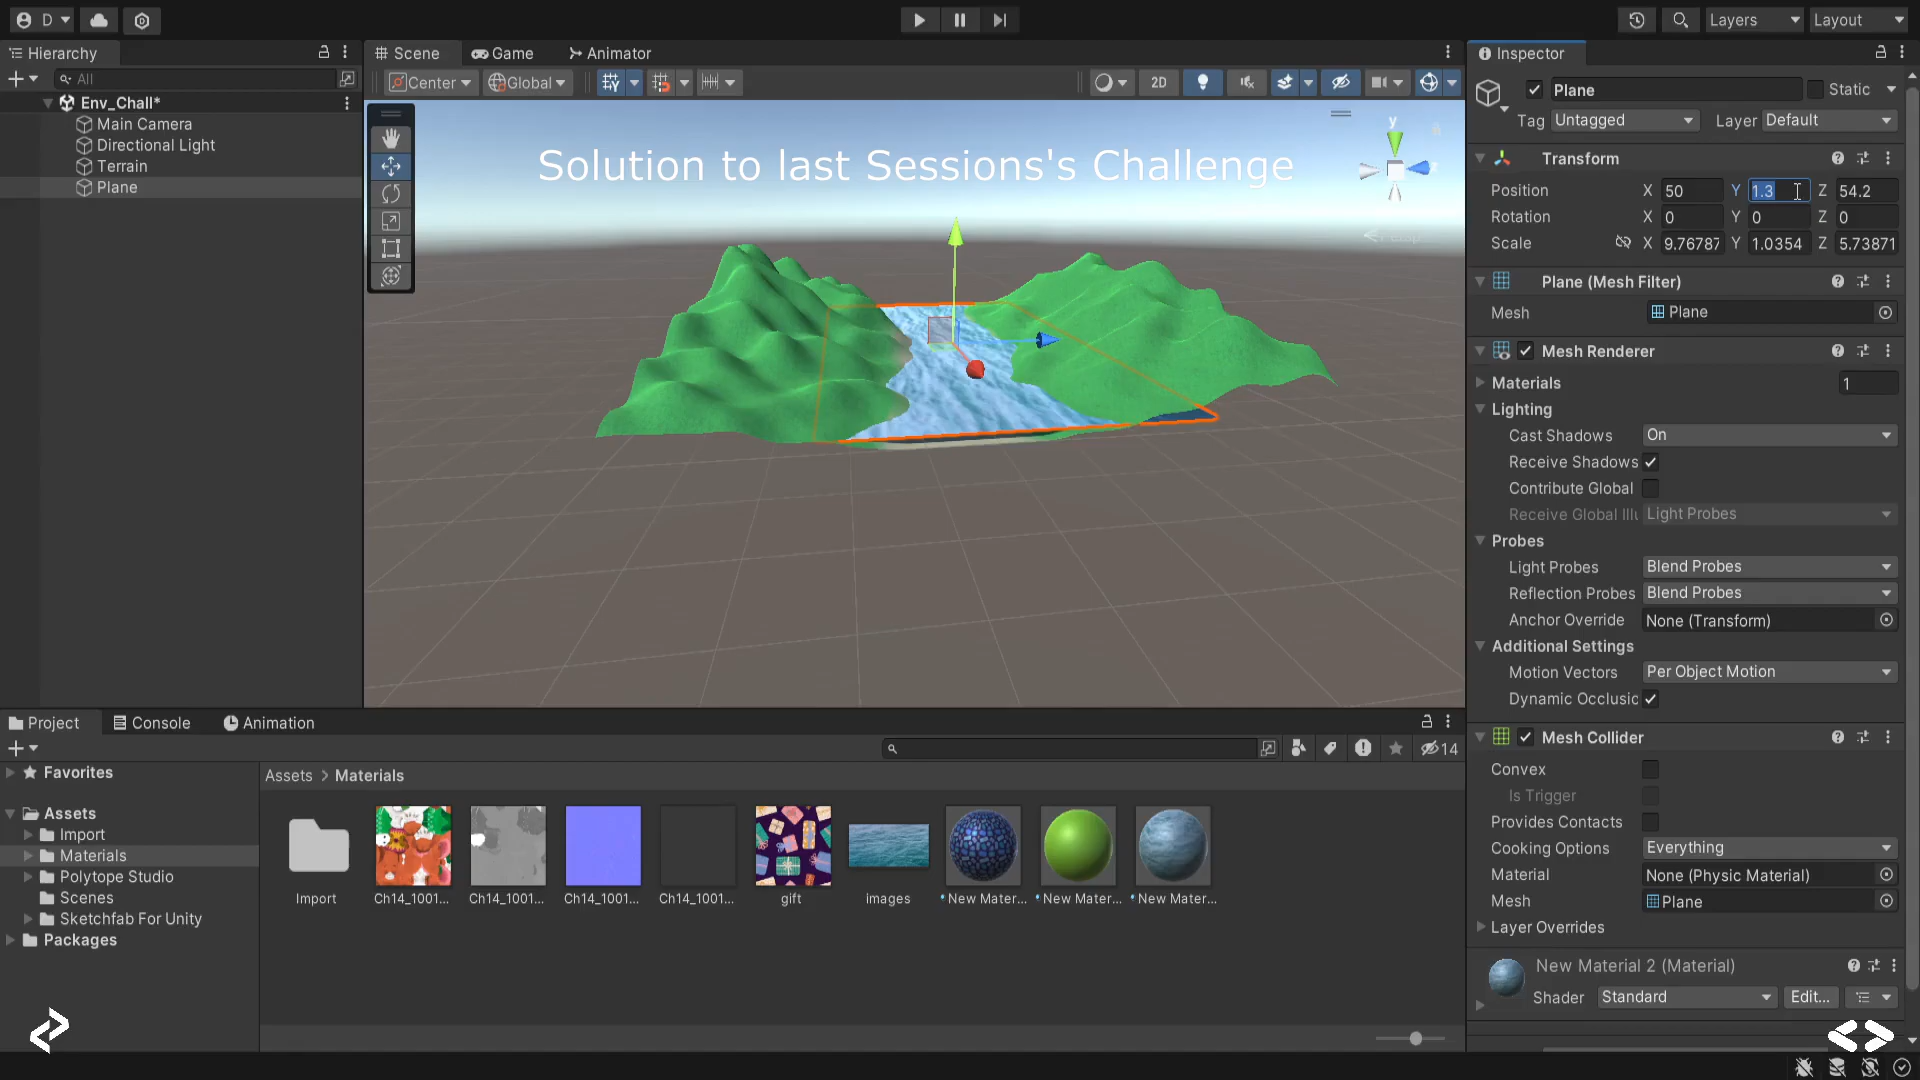 D
Layers
Layout
Hierarchy
All
Env_Chall*
Main Camera
Directional Light
Terrain
Plane
Scene
Game
Animator
Center
Global
2D
Solution to last Sessions's Challenge
y
Persp
Inspector
Plane
Static
Tag Untagged
Layer Default
Transform
Position X 50 Y 1.3 Z 54.2
Rotation X 0 Y 0 Z 0
Scale X 9.76787 Y 1.0354 Z 5.73871
Plane (Mesh Filter)
Mesh Plane
Mesh Renderer
Materials 1
Lighting
Cast Shadows On
Receive Shadows
Contribute Global
Receive Global Illu Light Probes
Probes
Light Probes Blend Probes
Reflection Probes Blend Probes
Anchor Override None (Transform)
Additional Settings
Motion Vectors Per Object Motion
Dynamic Occlusic
Mesh Collider
Convex
Is Trigger
Provides Contacts
Cooking Options Everything
Material None (Physic Material)
Mesh Plane
Layer Overrides
New Material 2 (Material)
Shader Standard Edit...
Project
Console
Animation
14
Favorites
Assets
Import
Materials
Polytope Studio
Scenes
Sketchfab For Unity
Packages
Assets > Materials
Import
Ch14_1001...
Ch14_1001...
Ch14_1001...
Ch14_1001...
gift
images
New Mater...
New Mater...
New Mater...